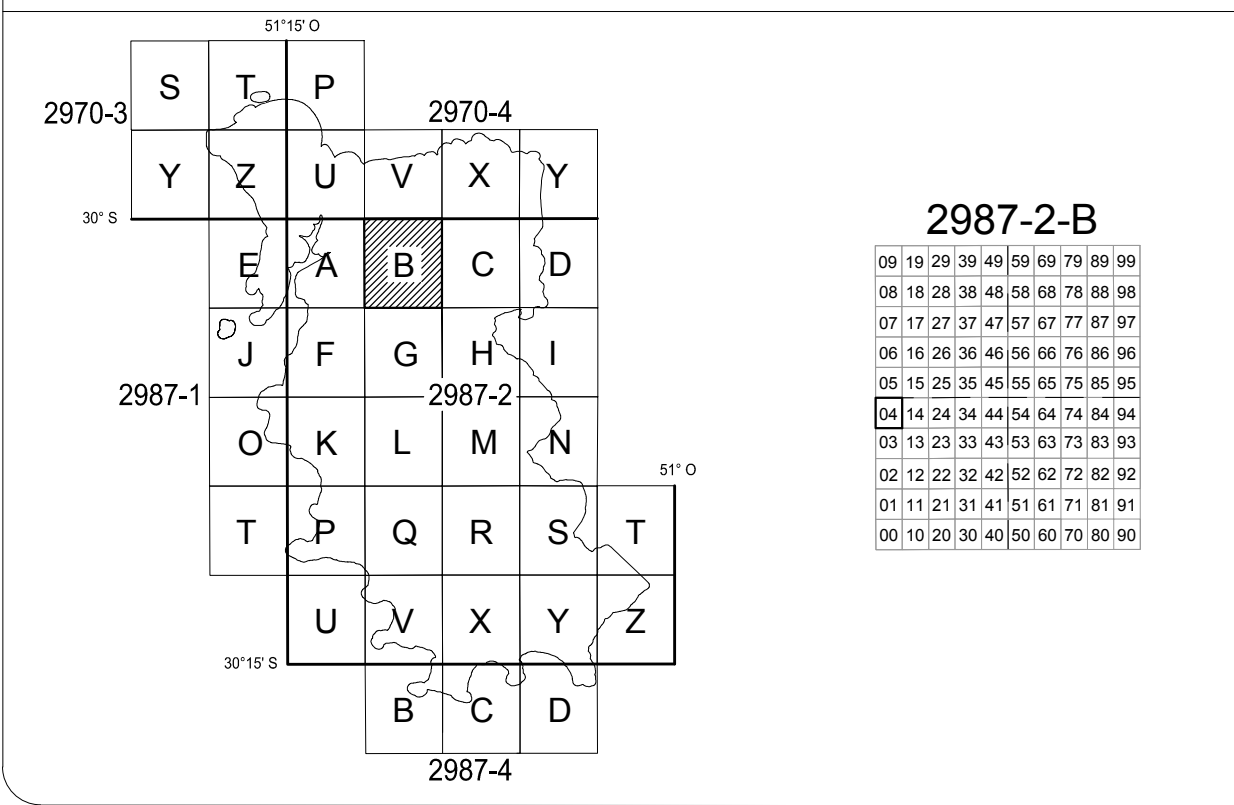 51°15' O
S T P
2970-3 2970-4
Y Z U V X Y
30° S
E A B C D
J F G H I
2987-1 2987-2
O K L M N
51° O
T P Q R S T
U V X Y Z
30°15' S
B C D
2987-4
2987-2-B
09 19 29 39 49 59 69 79 89 99
08 18 28 38 48 58 68 78 88 98
07 17 27 37 47 57 67 77 87 97
06 16 26 36 46 56 66 76 86 96
05 15 25 35 45 55 65 75 85 95
04 14 24 34 44 54 64 74 84 94
03 13 23 33 43 53 63 73 83 93
02 12 22 32 42 52 62 72 82 92
01 11 21 31 41 51 61 71 81 91
00 10 20 30 40 50 60 70 80 90